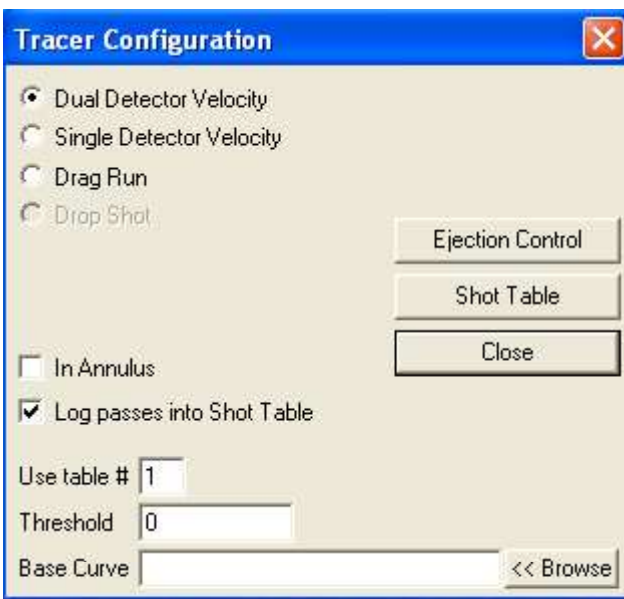 Tracer Configuration
Dual Detector Velocity
Single Detector Velocity
Drag Run
Drop Shot
Ejection Control
Shot Table
Close
In Annulus
Log passes into Shot Table
Use table # 1
Threshold 0
Base Curve << Browse